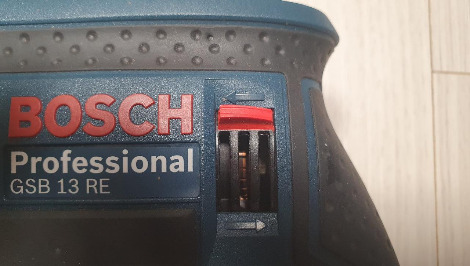 BOSCH
Professional
GSB 13 RE